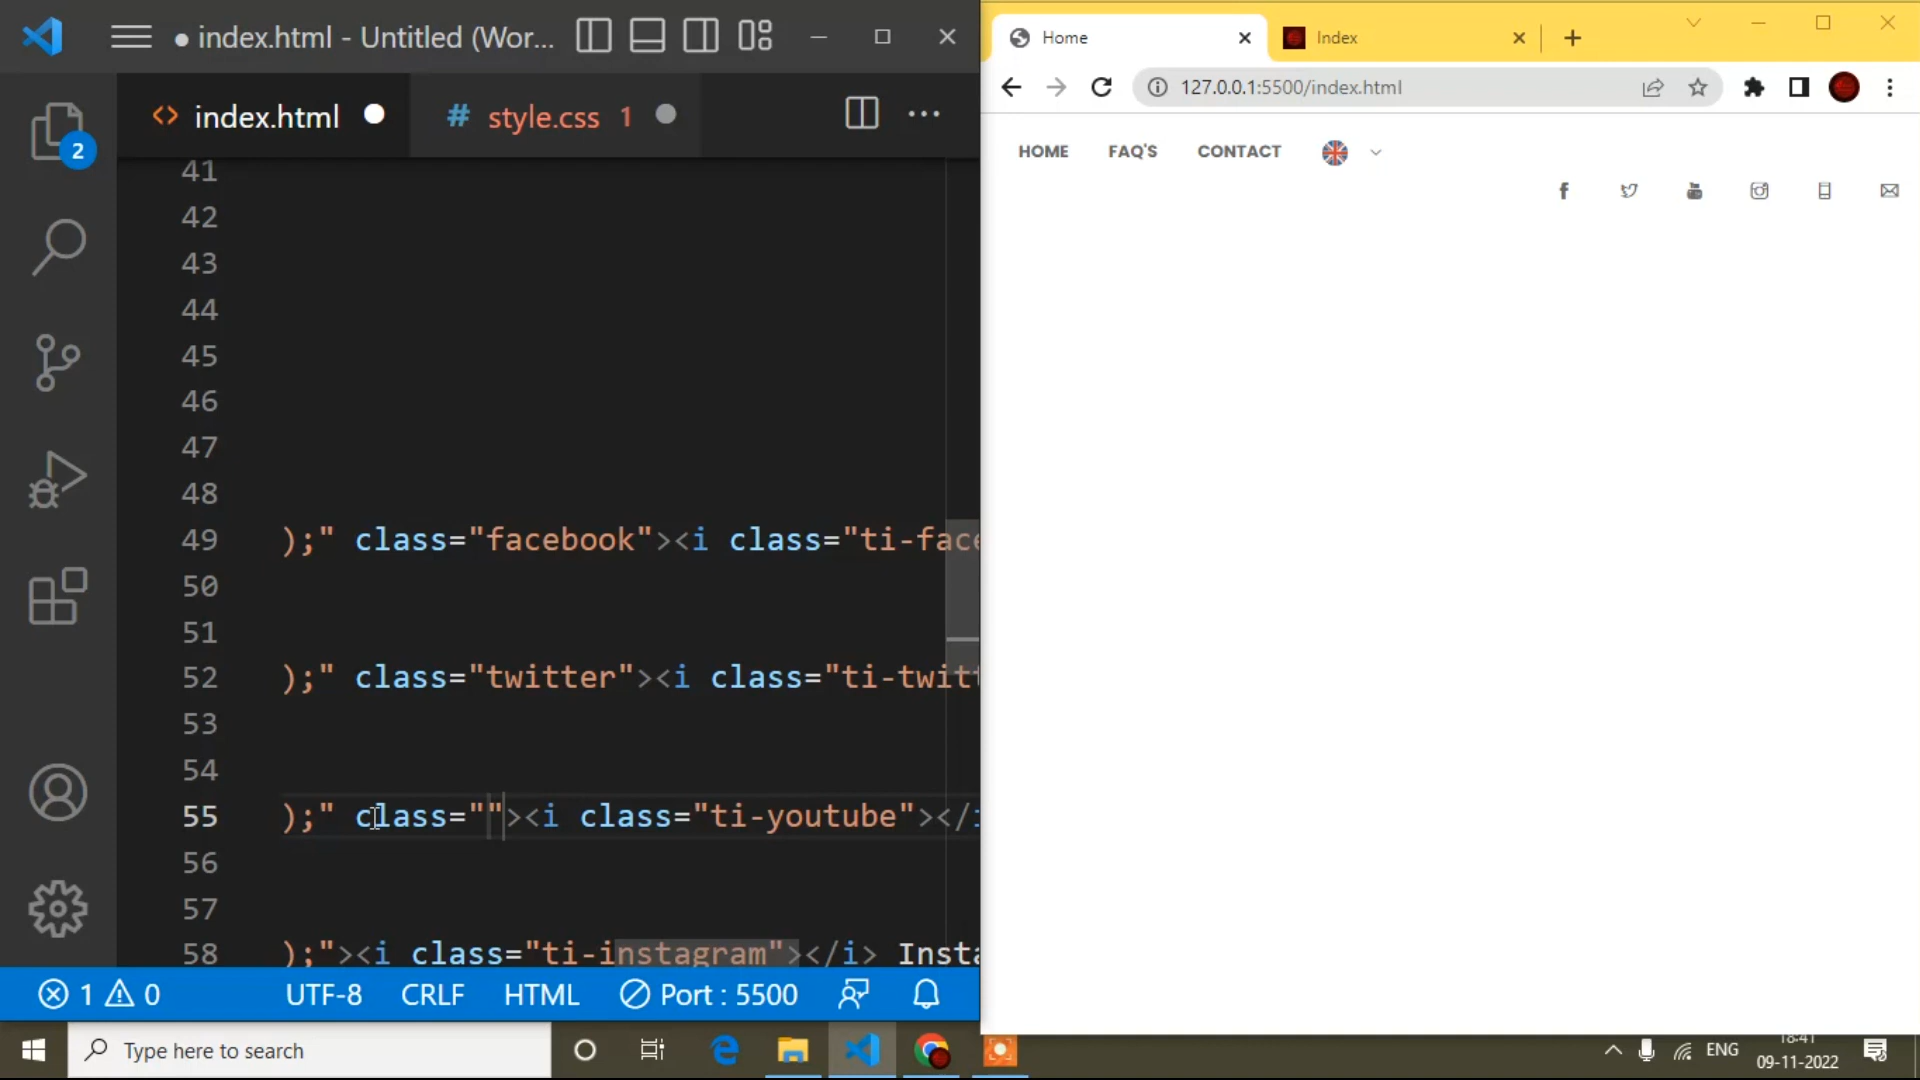 ● index.html - Untitled (Wor...
<> index.html ● # style.css 1 ● ...
2
41
42
43
44
45
46
47
48
49 );" class="facebook"><i class="ti-face
50
51
52 );" class="twitter"><i class="ti-twitt
53
54
55 );" class=""><i class="ti-youtube"></i
56
57
58 );"><i class="ti-instagram"></i> Insta
1 0 UTF-8 CRLF HTML Port : 5500
Home Index
127.0.0.1:5500/index.html
HOME FAQ'S CONTACT
Type here to search
ENG
18:41
09-11-2022